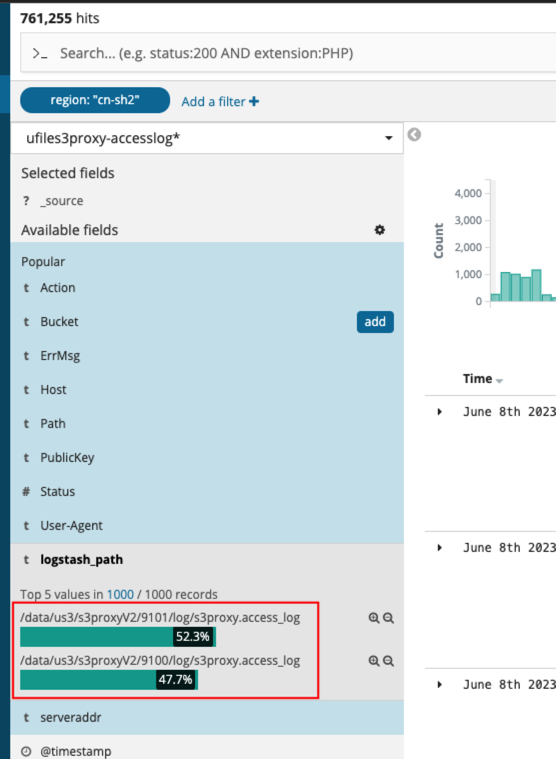 761,255 hits
>_ Search... (e.g. status:200 AND extension:PHP)
region: "cn-sh2" Add a filter +
ufiles3proxy-accesslog*
Selected fields
? _source
Available fields
Popular
t Action
t Bucket add
t ErrMsg
t Host
t Path
t PublicKey
# Status
t User-Agent
t logstash_path
Top 5 values in 1000 / 1000 records
/data/us3/s3proxyV2/9101/log/s3proxy.access_log
52.3%
/data/us3/s3proxyV2/9100/log/s3proxy.access_log
47.7%
t serveraddr
@timestamp
Count
4,000
3,000
2,000
1,000
0
Time
June 8th 2023
June 8th 2023
June 8th 2023